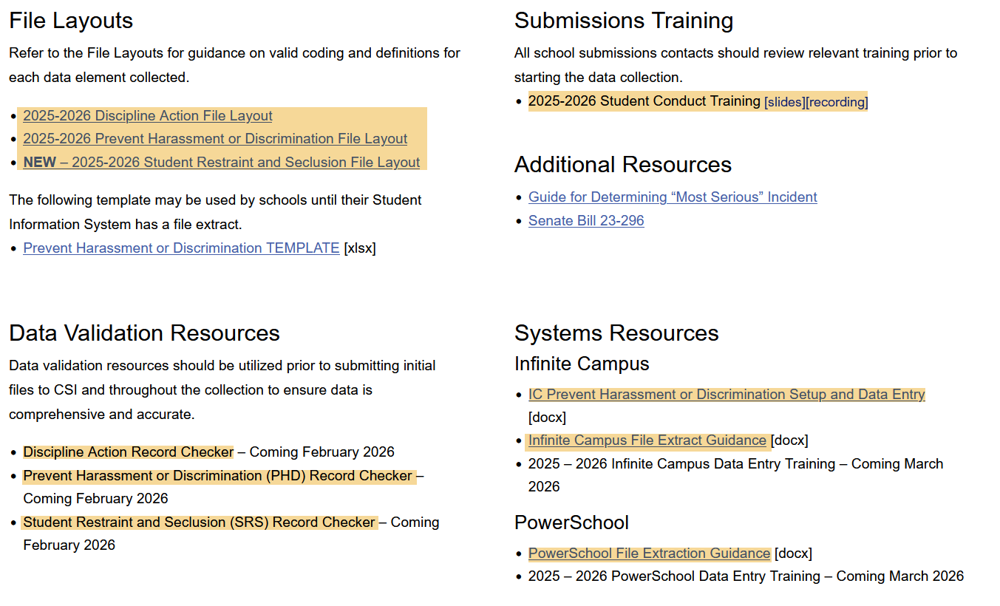 File Layouts
Refer to the File Layouts for guidance on valid coding and definitions for
each data element collected.
• 2025-2026 Discipline Action File Layout
• 2025-2026 Prevent Harassment or Discrimination File Layout
• NEW – 2025-2026 Student Restraint and Seclusion File Layout
The following template may be used by schools until their Student
Information System has a file extract.
• Prevent Harassment or Discrimination TEMPLATE [xlsx]
Submissions Training
All school submissions contacts should review relevant training prior to
starting the data collection.
• 2025-2026 Student Conduct Training [slides][recording]
Additional Resources
• Guide for Determining “Most Serious” Incident
• Senate Bill 23-296
Data Validation Resources
Data validation resources should be utilized prior to submitting initial
files to CSI and throughout the collection to ensure data is
comprehensive and accurate.
• Discipline Action Record Checker – Coming February 2026
• Prevent Harassment or Discrimination (PHD) Record Checker –
Coming February 2026
• Student Restraint and Seclusion (SRS) Record Checker – Coming
February 2026
Systems Resources
Infinite Campus
• IC Prevent Harassment or Discrimination Setup and Data Entry
[docx]
• Infinite Campus File Extract Guidance [docx]
• 2025 – 2026 Infinite Campus Data Entry Training – Coming March
2026
PowerSchool
• PowerSchool File Extraction Guidance [docx]
• 2025 – 2026 PowerSchool Data Entry Training – Coming March 2026